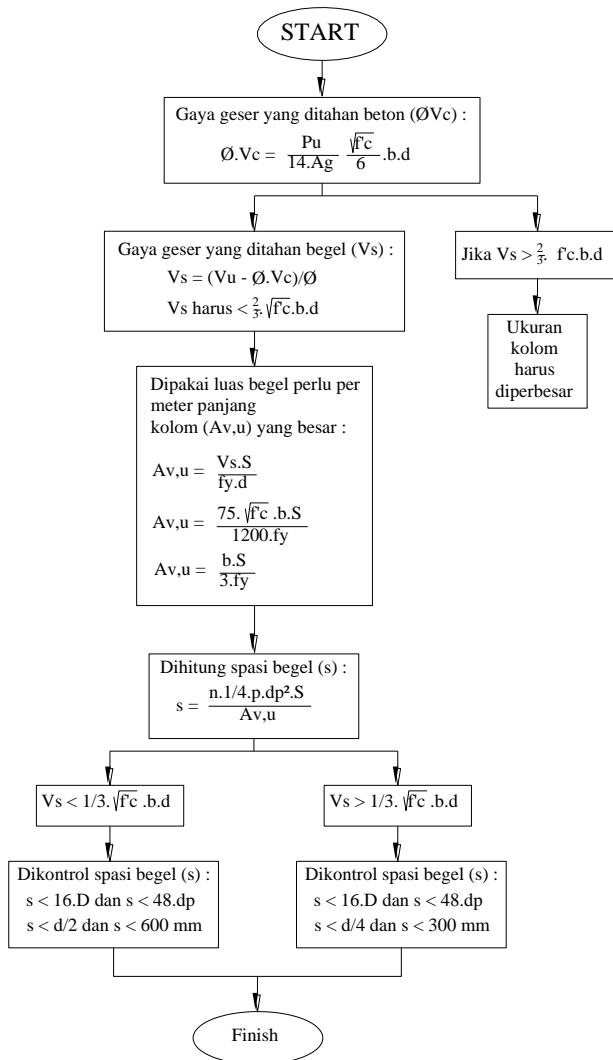 START
Gaya geser yang ditahan beton (ØVc) :
Ø.Vc = Pu/14.Ag √f'c/6 .b.d
Gaya geser yang ditahan begel (Vs) :
Vs = (Vu - Ø.Vc)/Ø
Vs harus < 2/3.√f'c.b.d
Jika Vs > 2/3. f'c.b.d
Ukuran
kolom
harus
diperbesar
Dipakai luas begel perlu per
meter panjang
kolom (Av,u) yang besar :
Av,u = Vs.S/fy.d
Av,u = 75. √f'c .b.S/1200.fy
Av,u = b.S/3.fy
Dihitung spasi begel (s) :
s = n.1/4.p.dp².S/Av,u
Vs < 1/3. √f'c .b.d
Dikontrol spasi begel (s) :
s < 16.D dan s < 48.dp
s < d/2 dan s < 600 mm
Vs > 1/3. √f'c .b.d
Dikontrol spasi begel (s) :
s < 16.D dan s < 48.dp
s < d/4 dan s < 300 mm
Finish